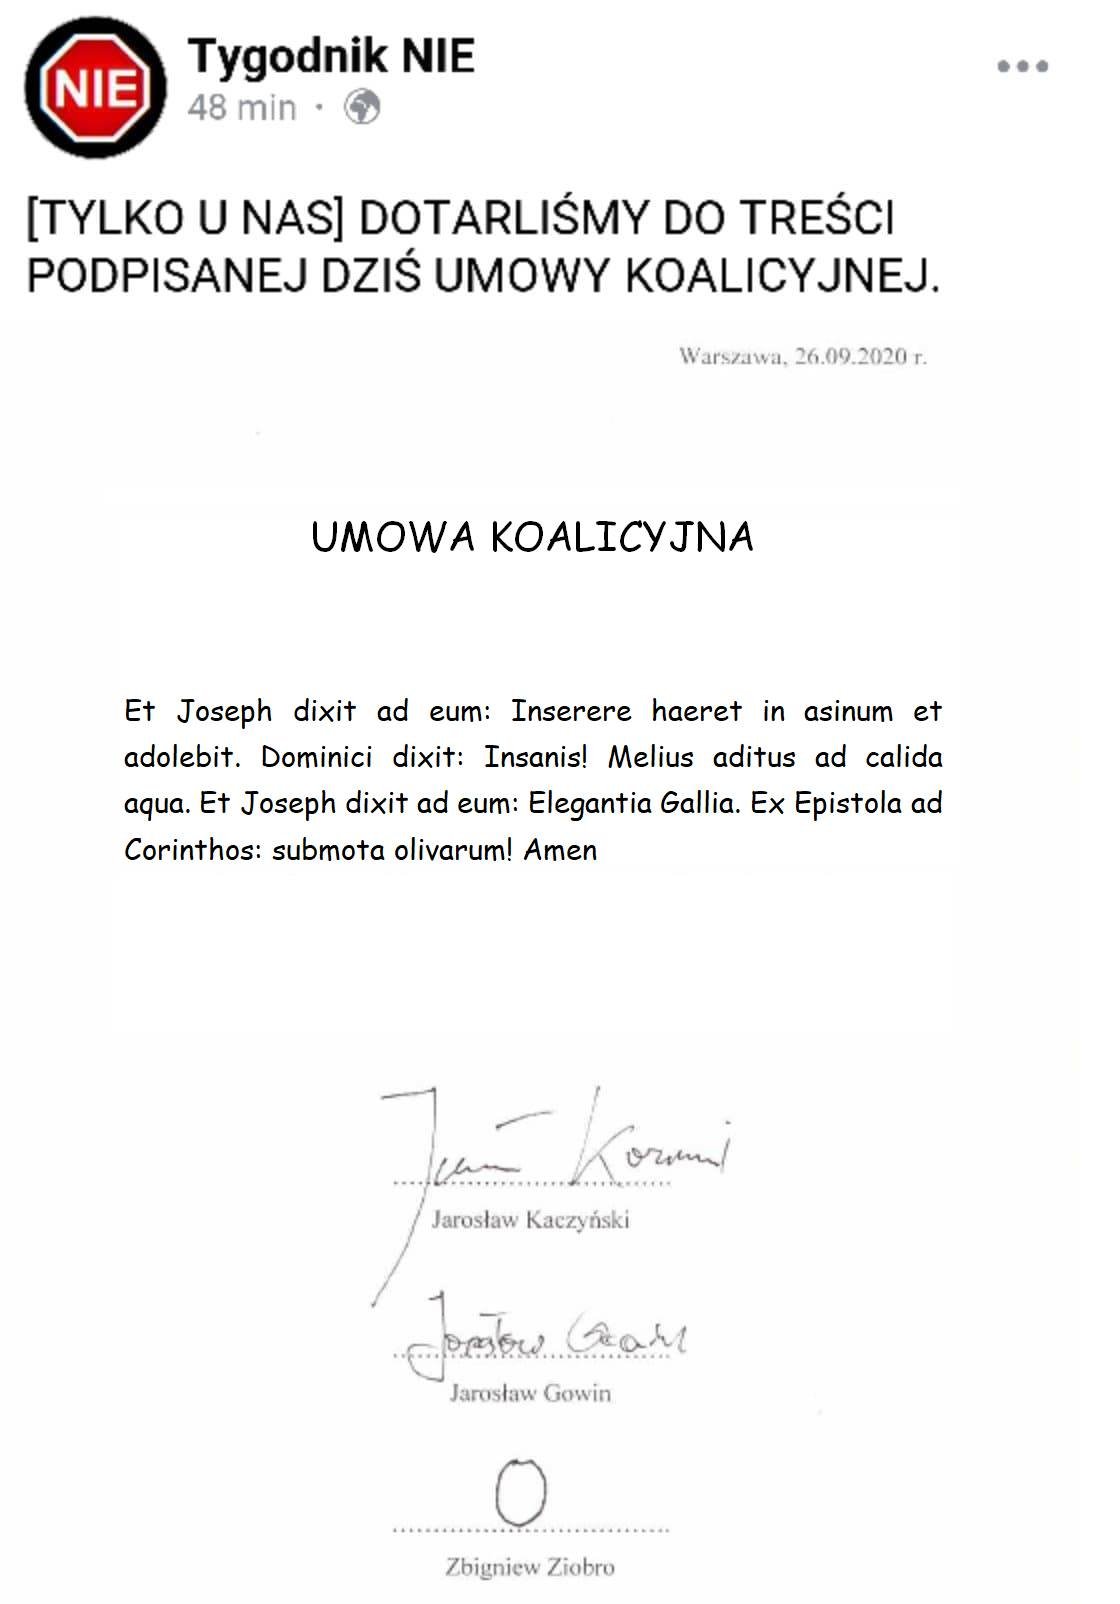 NIE
Tygodnik NIE
48 min ·
[TYLKO U NAS] DOTARLIŚMY DO TREŚCI
PODPISANEJ DZIŚ UMOWY KOALICYJNEJ.
Warszawa, 26.09.2020 r.
UMOWA KOALICYJNA
Et Joseph dixit ad eum: Inserere haeret in asinum et
adolebit. Dominici dixit: Insanis! Melius aditus ad calida
aqua. Et Joseph dixit ad eum: Elegantia Gallia. Ex Epistola ad
Corinthos: submota olivarum! Amen
Jarosław Kaczyński
Jarosław
Jarosław Gowin
Zbigniew Ziobro